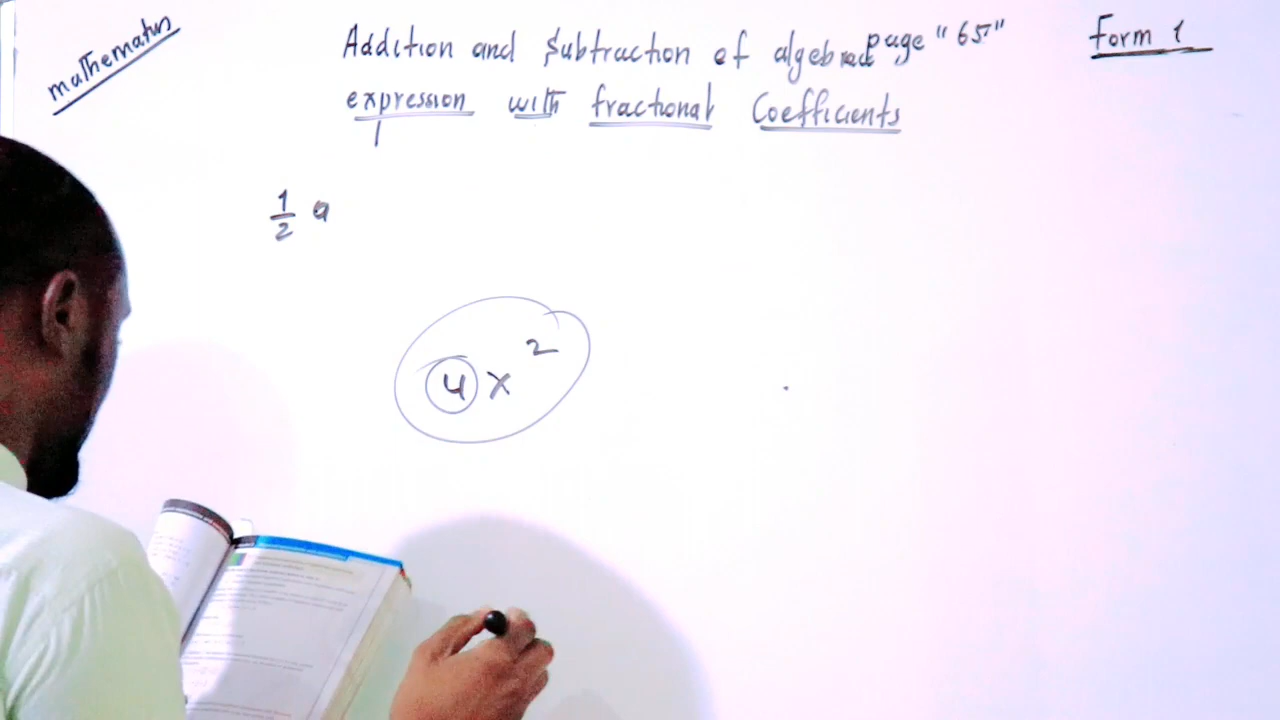 mathematics
Addition and Subtraction of algebraic page "65"
Form 1
expression with fractional Coefficients
1/2 a
4x²